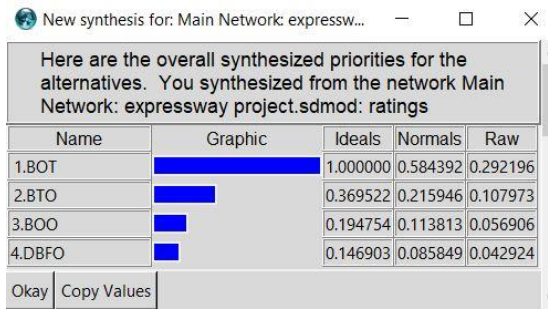 New synthesis for: Main Network: expressw...
Here are the overall synthesized priorities for the
alternatives. You synthesized from the network Main
Network: expressway project.sdmod: ratings
Name Graphic Ideals Normals Raw
1.BOT 1.000000 0.584392 0.292196
2.BTO 0.369522 0.215946 0.107973
3.BOO 0.194754 0.113813 0.056906
4.DBFO 0.146903 0.085849 0.042924
Okay Copy Values